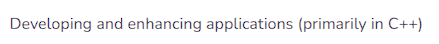 Developing and enhancing applications (primarily in C++)